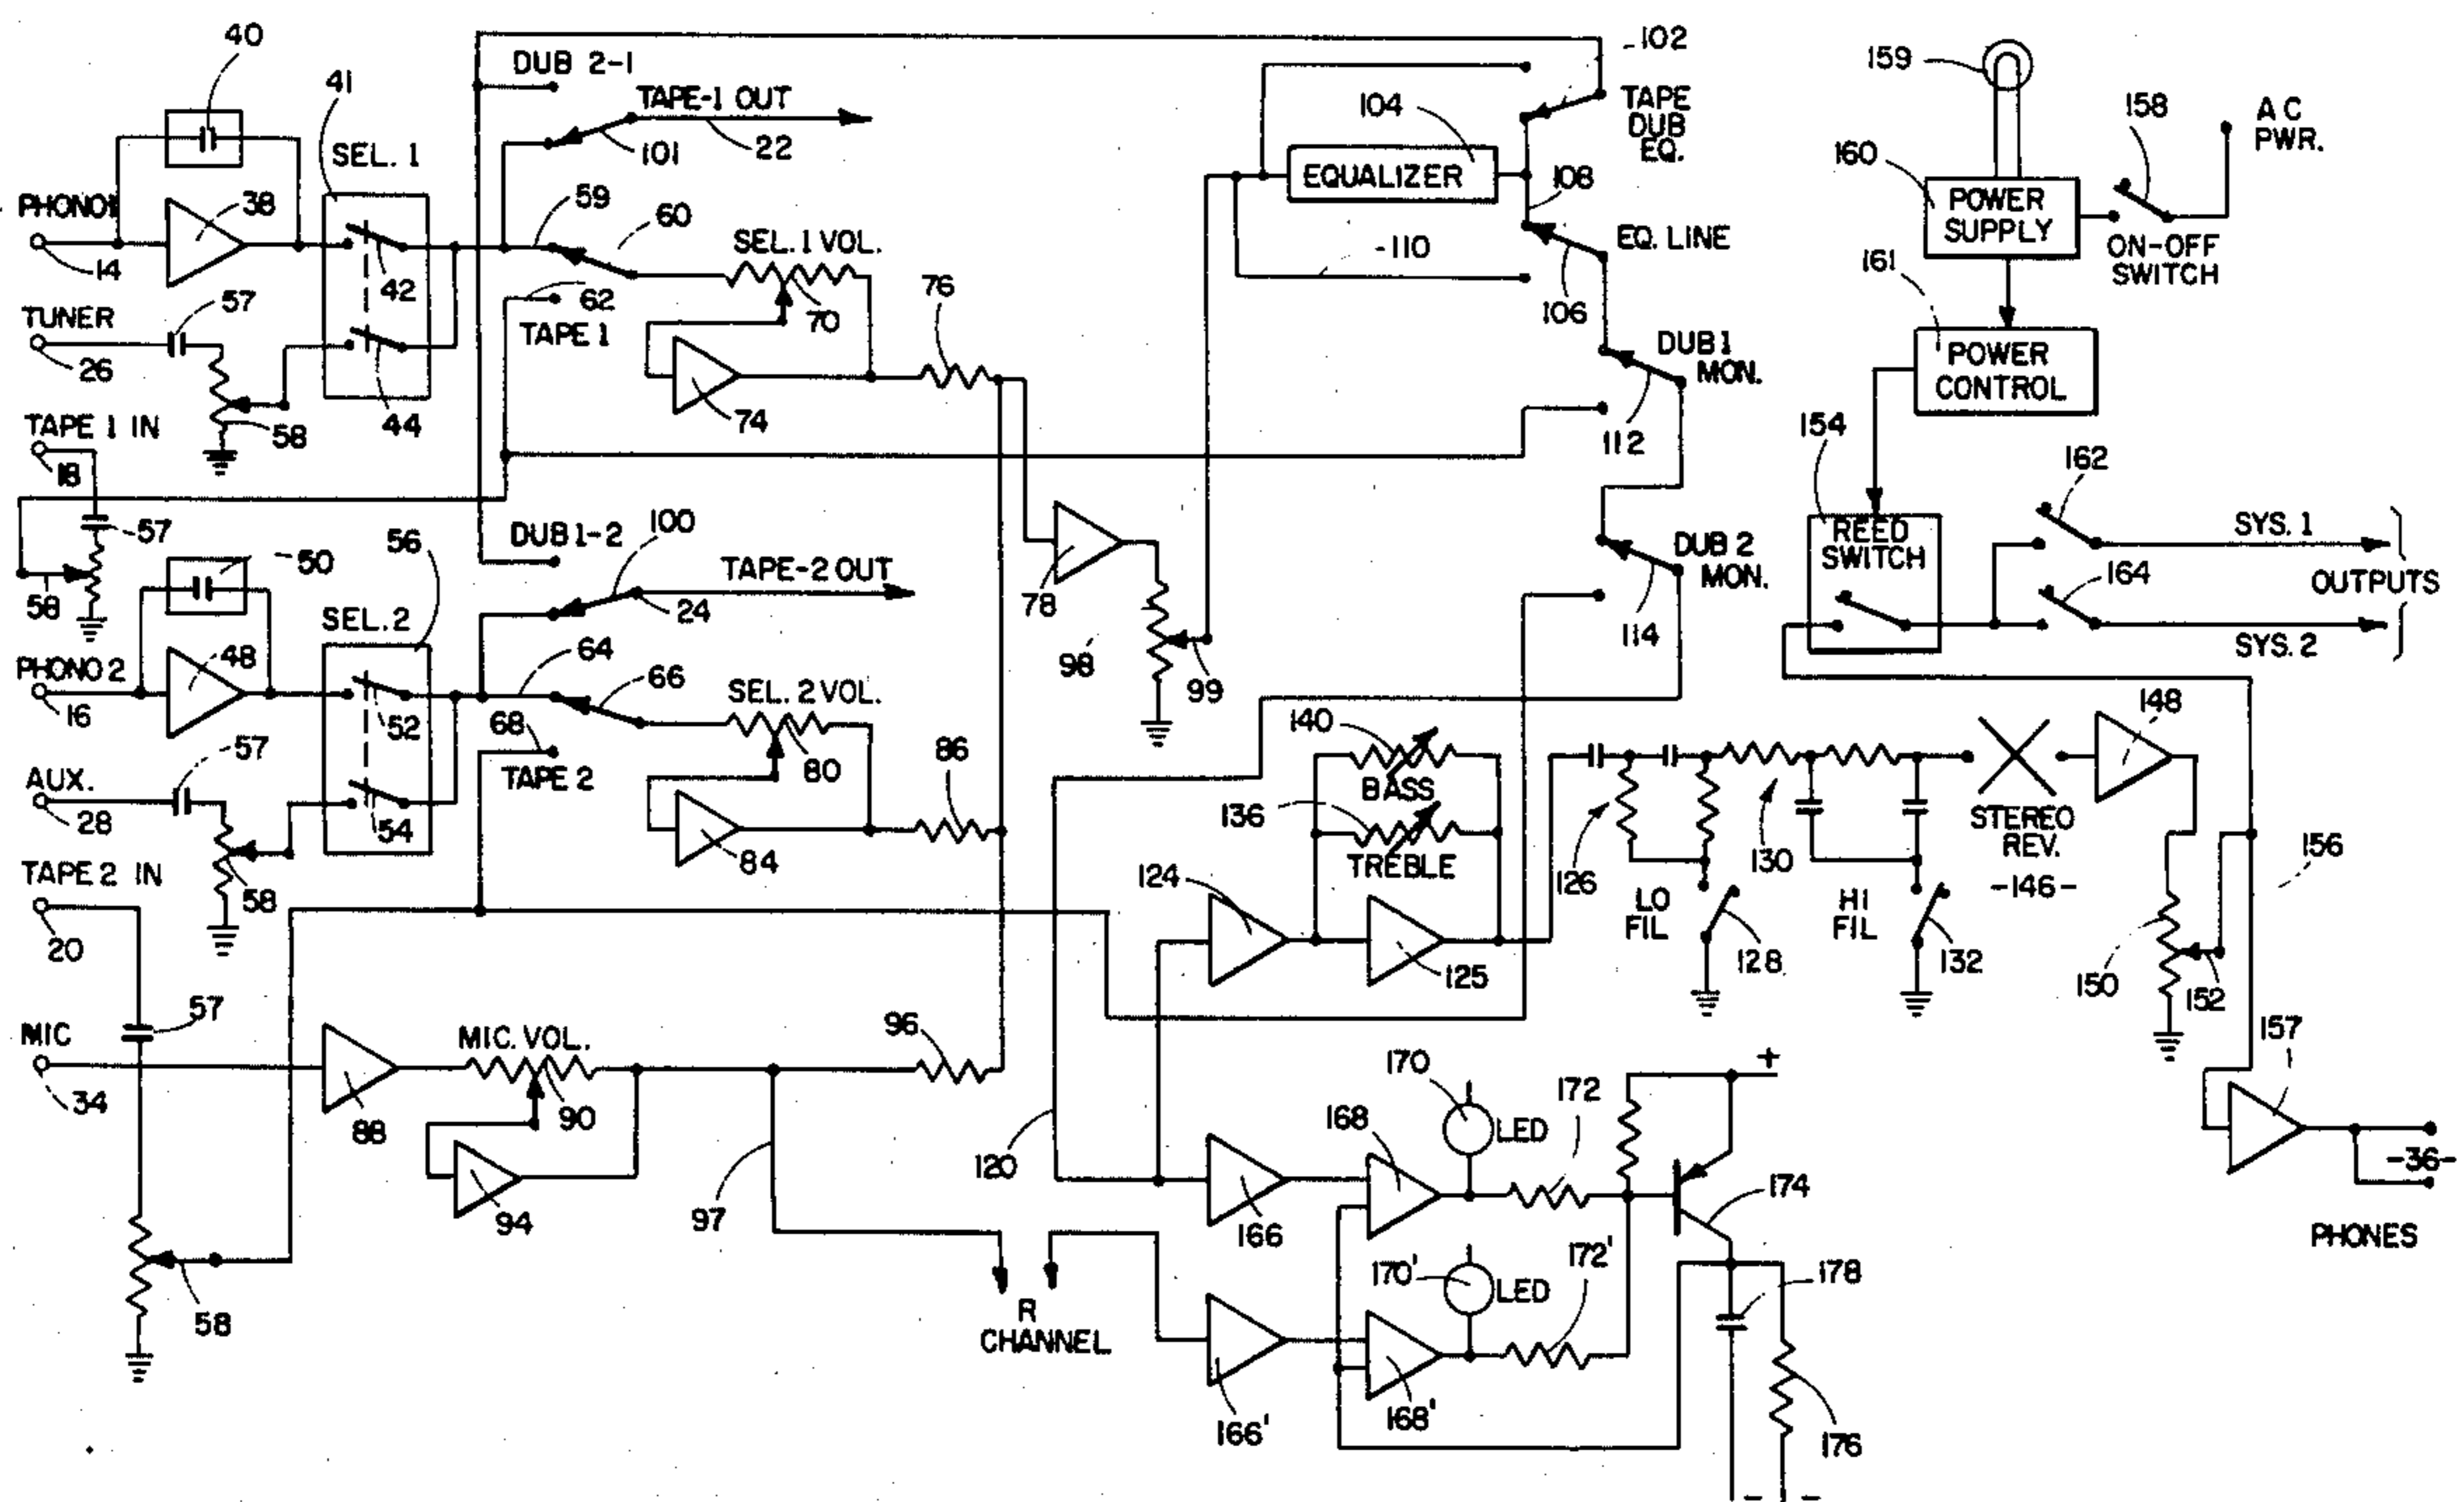 40
DUB 2-1
-102
159
41
TAPE-1 OUT
TAPE
DUB
EQ.
104
158
A C
PWR.
SEL. 1
101
22
160
PHONO 1
38
59
60
EQUALIZER
108
POWER
SUPPLY
14
42
SEL. 1 VOL.
-110
EQ. LINE
161
ON-OFF
SWITCH
TUNER
57
62
70
76
106
26
TAPE 1
DUB 1
MON.
POWER
CONTROL
58
44
74
TAPE 1 IN
112
154
162
18
57
50
56
DUB 1-2
100
REED
SWITCH
SYS. 1
58
TAPE-2 OUT
DUB 2
MON.
164
OUTPUTS
SEL. 2
24
78
114
SYS. 2
PHONO 2
48
64
66
98
99
16
52
68
SEL. 2 VOL.
140
148
57
86
AUX.
TAPE 2
80
BASS
28
54
84
136
TREBLE
126
130
STEREO
REV.
-146-
156
TAPE 2 IN
58
124
LO
FIL
HI
FIL
20
125
128
132
150
152
57
MIC
MIC. VOL.
96
157
34
88
90
170
172
+
120
168
LED
94
97
166
174
-36-
170'
LED
172'
178
PHONES
58
R
CHANNEL
166'
168'
176
- -